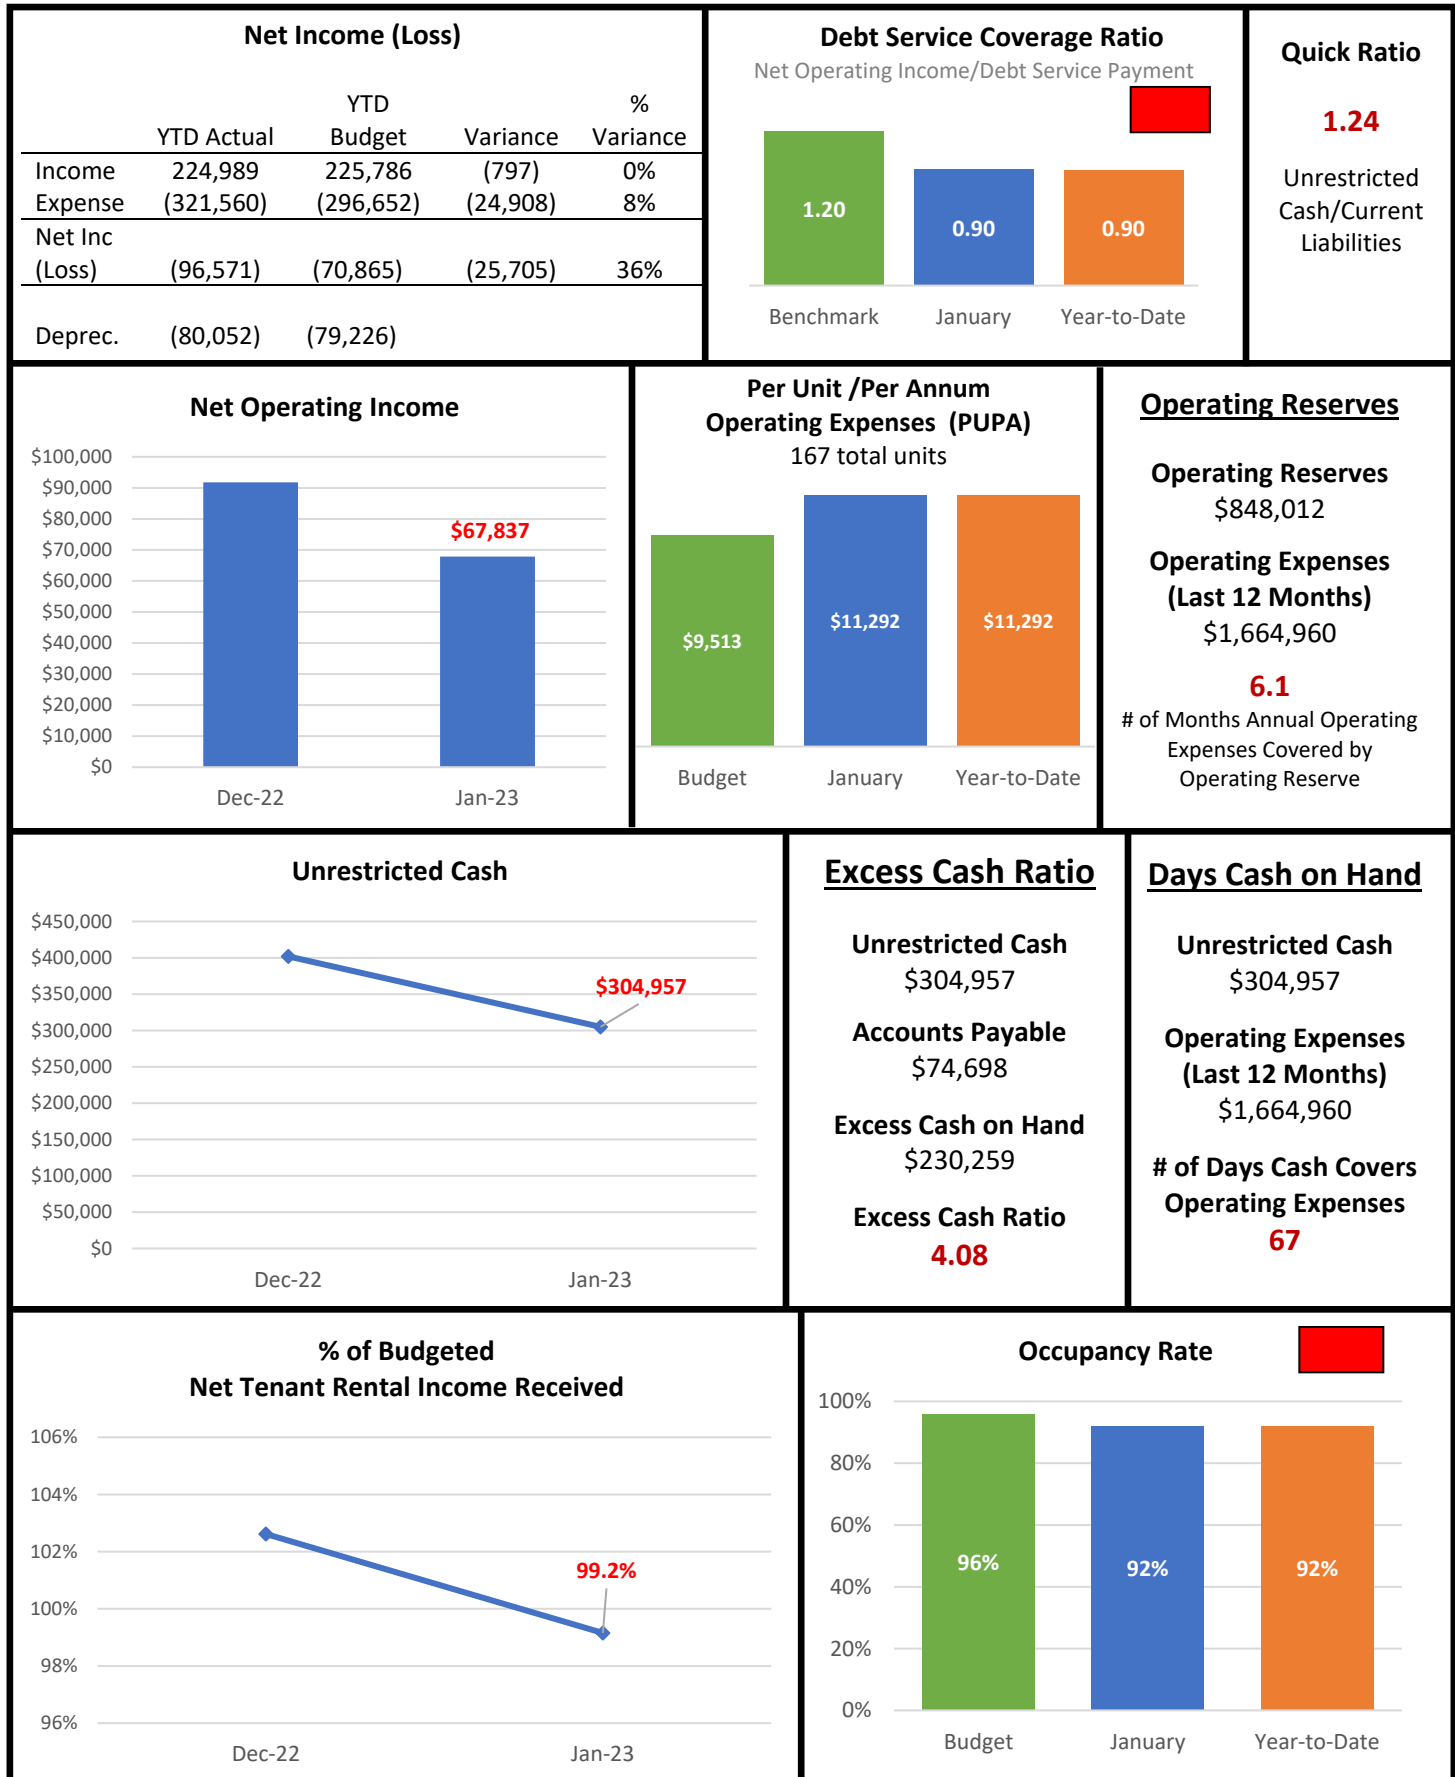 Net Income (Loss)
YTD Actual YTD Budget Variance % Variance
Income 224,989 225,786 (797) 0%
Expense (321,560) (296,652) (24,908) 8%
Net Inc
(Loss) (96,571) (70,865) (25,705) 36%
Deprec. (80,052) (79,226)
Debt Service Coverage Ratio
Net Operating Income/Debt Service Payment
1.20
0.90
0.90
Benchmark January Year-to-Date
Quick Ratio
1.24
Unrestricted
Cash/Current
Liabilities
Net Operating Income
$100,000
$90,000
$80,000
$70,000
$60,000
$50,000
$40,000
$30,000
$20,000
$10,000
$0
$67,837
Dec-22 Jan-23
Per Unit /Per Annum
Operating Expenses (PUPA)
167 total units
$9,513
$11,292
$11,292
Budget January Year-to-Date
Operating Reserves
Operating Reserves
$848,012
Operating Expenses
(Last 12 Months)
$1,664,960
6.1
# of Months Annual Operating
Expenses Covered by
Operating Reserve
Unrestricted Cash
$450,000
$400,000
$350,000
$300,000
$250,000
$200,000
$150,000
$100,000
$50,000
$0
$304,957
Dec-22 Jan-23
Excess Cash Ratio
Unrestricted Cash
$304,957
Accounts Payable
$74,698
Excess Cash on Hand
$230,259
Excess Cash Ratio
4.08
Days Cash on Hand
Unrestricted Cash
$304,957
Operating Expenses
(Last 12 Months)
$1,664,960
# of Days Cash Covers
Operating Expenses
67
% of Budgeted
Net Tenant Rental Income Received
106%
104%
102%
100%
98%
96%
99.2%
Dec-22 Jan-23
Occupancy Rate
100%
80%
60%
40%
20%
0%
96%
92%
92%
Budget January Year-to-Date